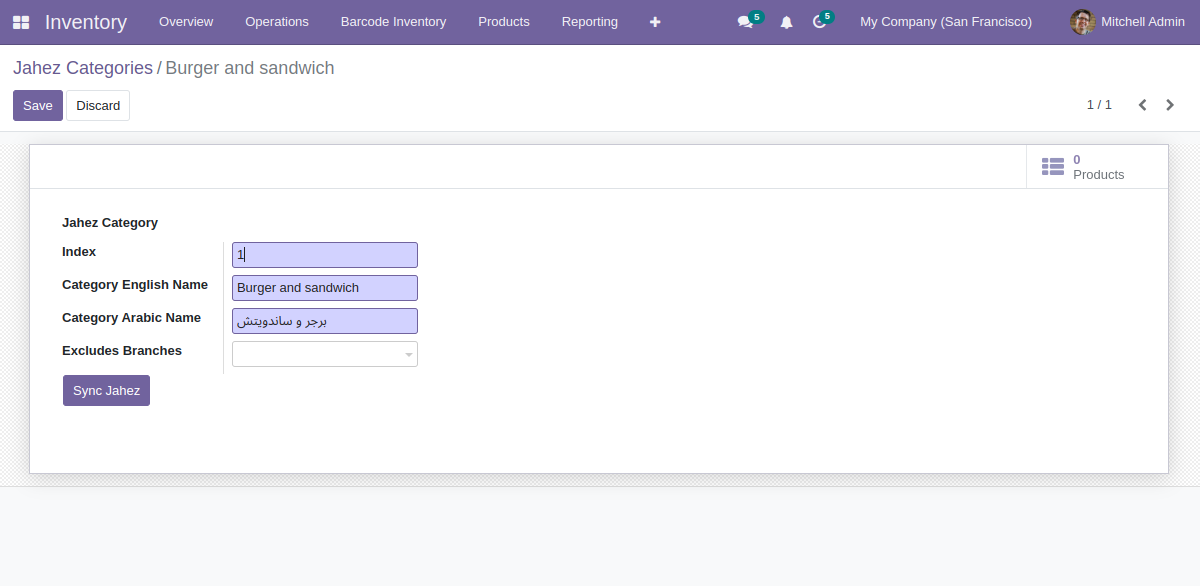 Inventory Overview Operations Barcode Inventory Products Reporting 5 5 My Company (San Francisco) Mitchell Admin
Jahez Categories / Burger and sandwich
Save Discard 1 / 1
0
Products
Jahez Category
Index 1
Category English Name Burger and sandwich
Category Arabic Name برجر و ساندويتش
Excludes Branches
Sync Jahez